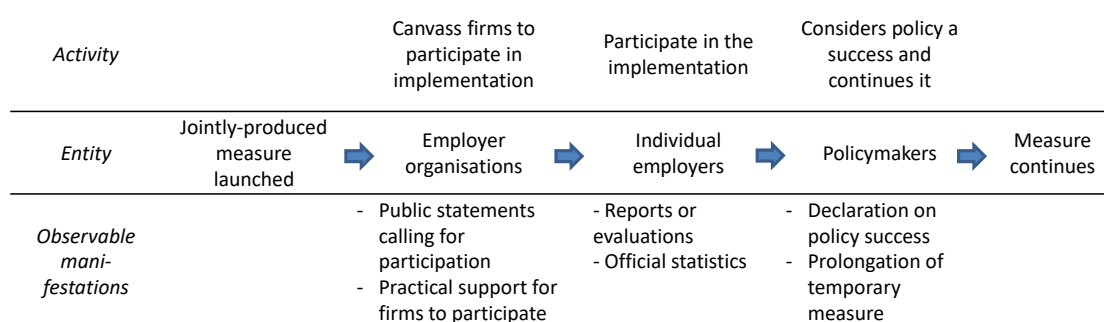 Activity
Canvass firms to
participate in
implementation
Participate in the
implementation
Considers policy a
success and
continues it
Entity
Jointly-produced
measure
launched
Employer
organisations
Individual
employers
Policymakers
Measure
continues
Observable
mani-
festations
- Public statements
calling for
participation
- Practical support for
firms to participate
- Reports or
evaluations
- Official statistics
- Declaration on
policy success
- Prolongation of
temporary
measure